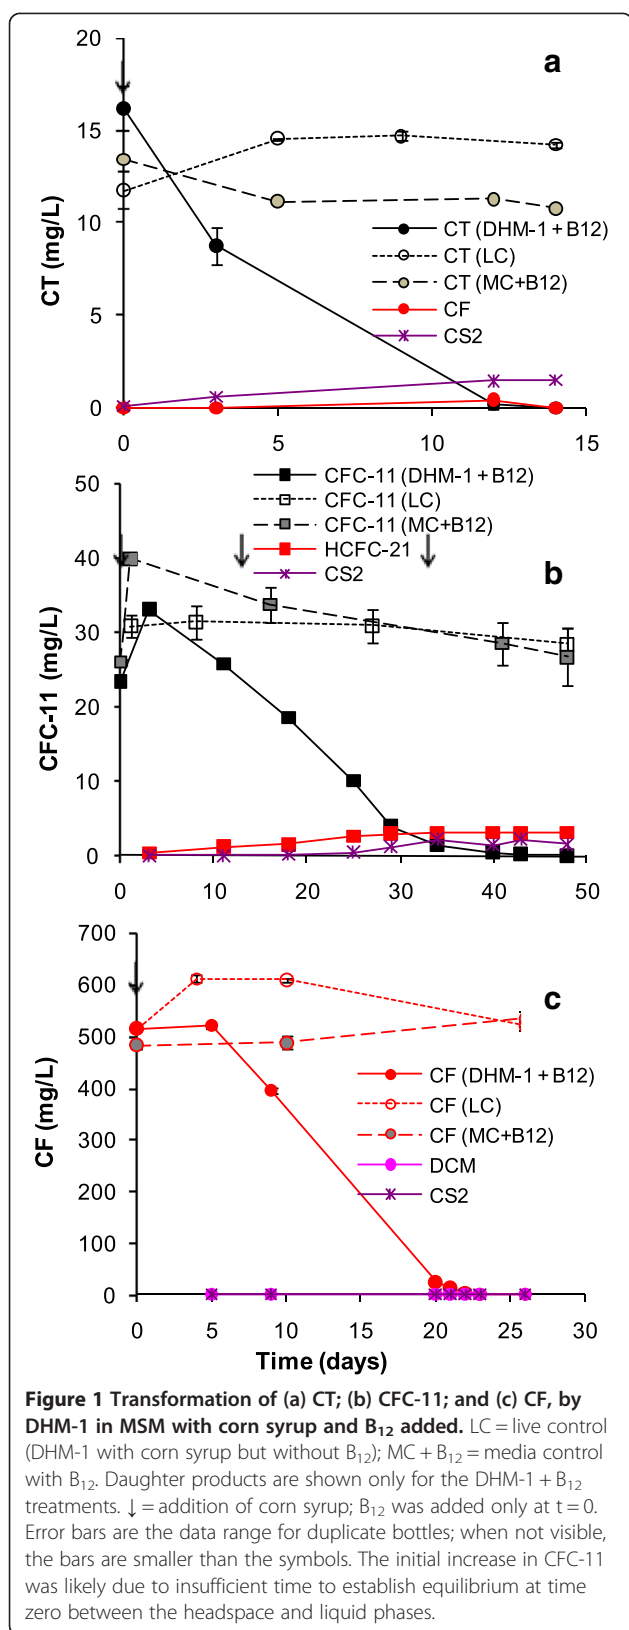 20
a
15
10
5
0
CT (mg/L)
CT (DHM-1+B12)
CT (LC)
CT (MC+B12)
CF
CS2
0 5 10 15
50
40
30
20
10
0
CFC-11 (mg/L)
CFC-11 (DHM-1+B12)
CFC-11 (LC)
CFC-11 (MC+B12)
HCFC-21
CS2
b
0 10 20 30 40 50
700
600
500
400
300
200
100
0
CF (mg/L)
c
CF (DHM-1+B12)
CF (LC)
CF (MC+B12)
DCM
CS2
0 5 10 15 20 25 30
Time (days)
Figure 1 Transformation of (a) CT; (b) CFC-11; and (c) CF, by
DHM-1 in MSM with corn syrup and B₁₂ added. LC = live control
(DHM-1 with corn syrup but without B₁₂); MC + B₁₂ = media control
with B₁₂. Daughter products are shown only for the DHM-1 + B₁₂
treatments. ↓ = addition of corn syrup; B₁₂ was added only at t = 0.
Error bars are the data range for duplicate bottles; when not visible,
the bars are smaller than the symbols. The initial increase in CFC-11
was likely due to insufficient time to establish equilibrium at time
zero between the headspace and liquid phases.